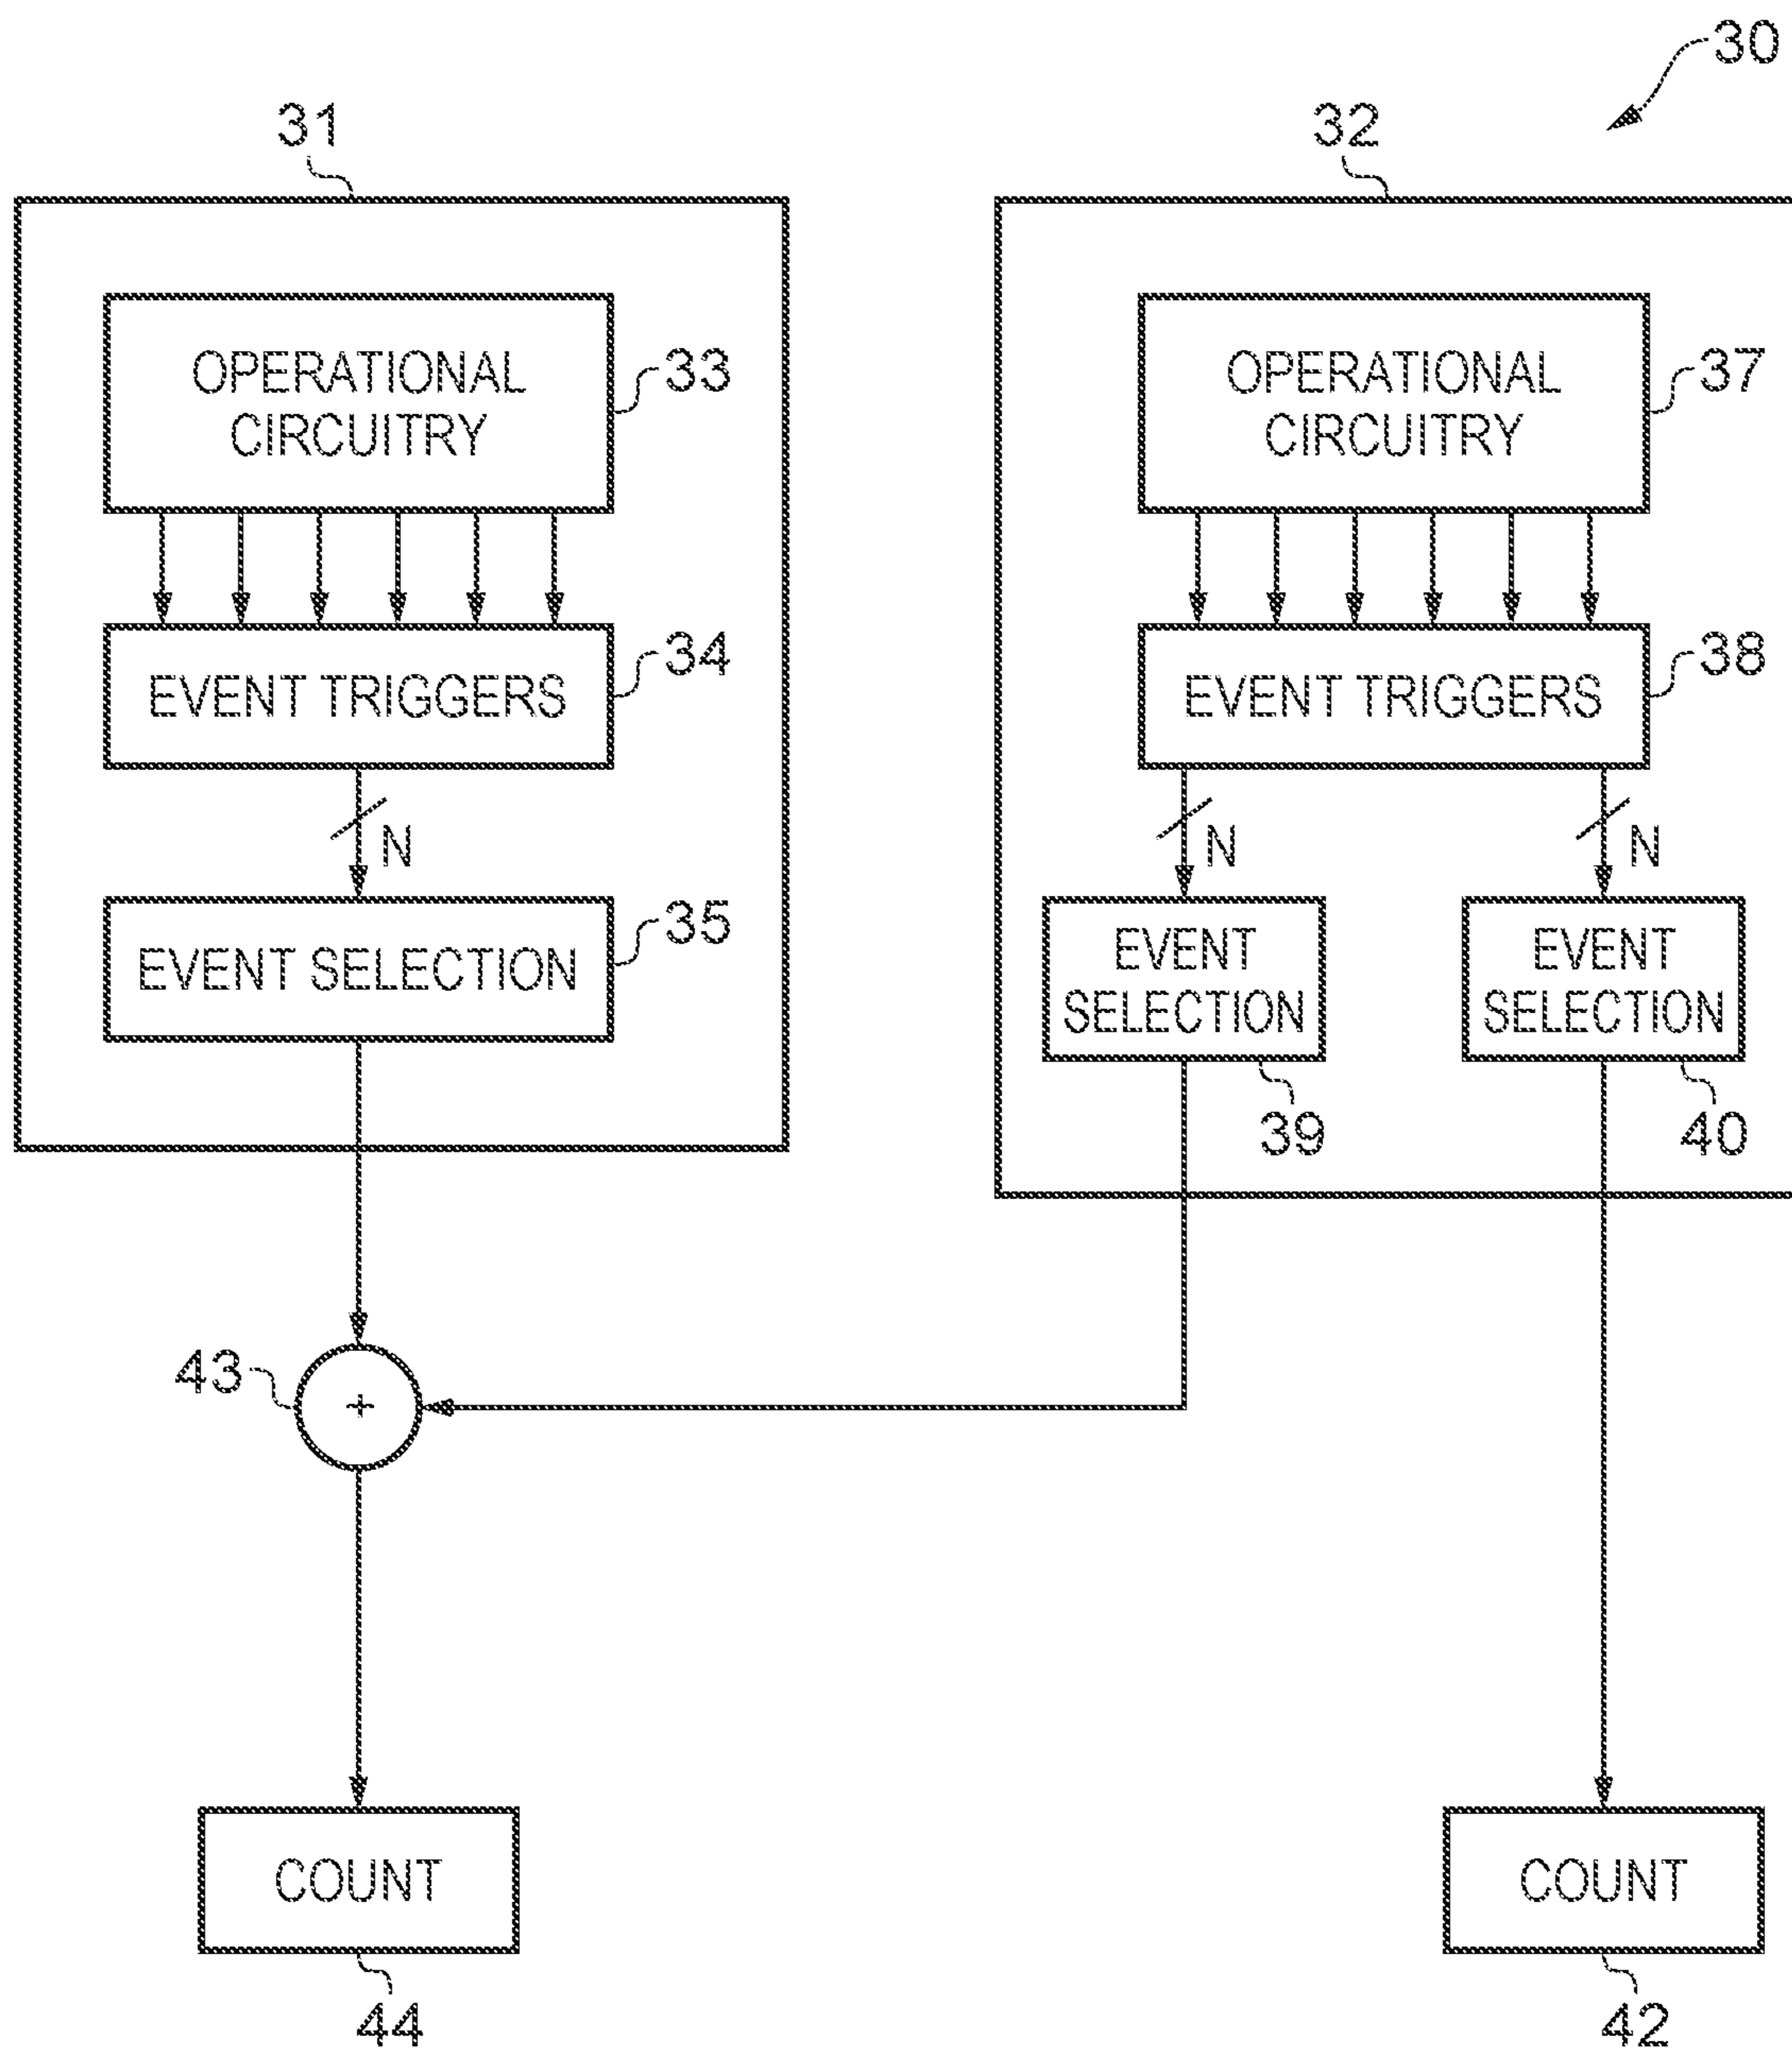 30
31
32
OPERATIONAL
CIRCUITRY
33
OPERATIONAL
CIRCUITRY
37
EVENT TRIGGERS
34
EVENT TRIGGERS
38
N
N
N
EVENT SELECTION
35
EVENT
SELECTION
39
EVENT
SELECTION
40
43
+
COUNT
44
COUNT
42